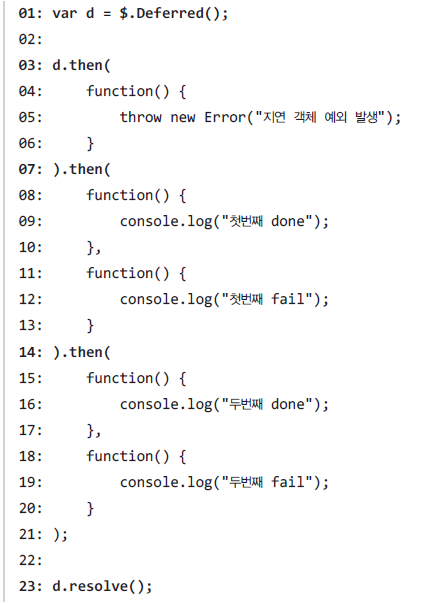 01: var d = $.Deferred();
02:
03: d.then(
04:     function() {
05:         throw new Error("지연 객체 예외 발생");
06:     }
07: ).then(
08:     function() {
09:         console.log("첫번째 done");
10:     },
11:     function() {
12:         console.log("첫번째 fail");
13:     }
14: ).then(
15:     function() {
16:         console.log("두번째 done");
17:     },
18:     function() {
19:         console.log("두번째 fail");
20:     }
21: );
22:
23: d.resolve();